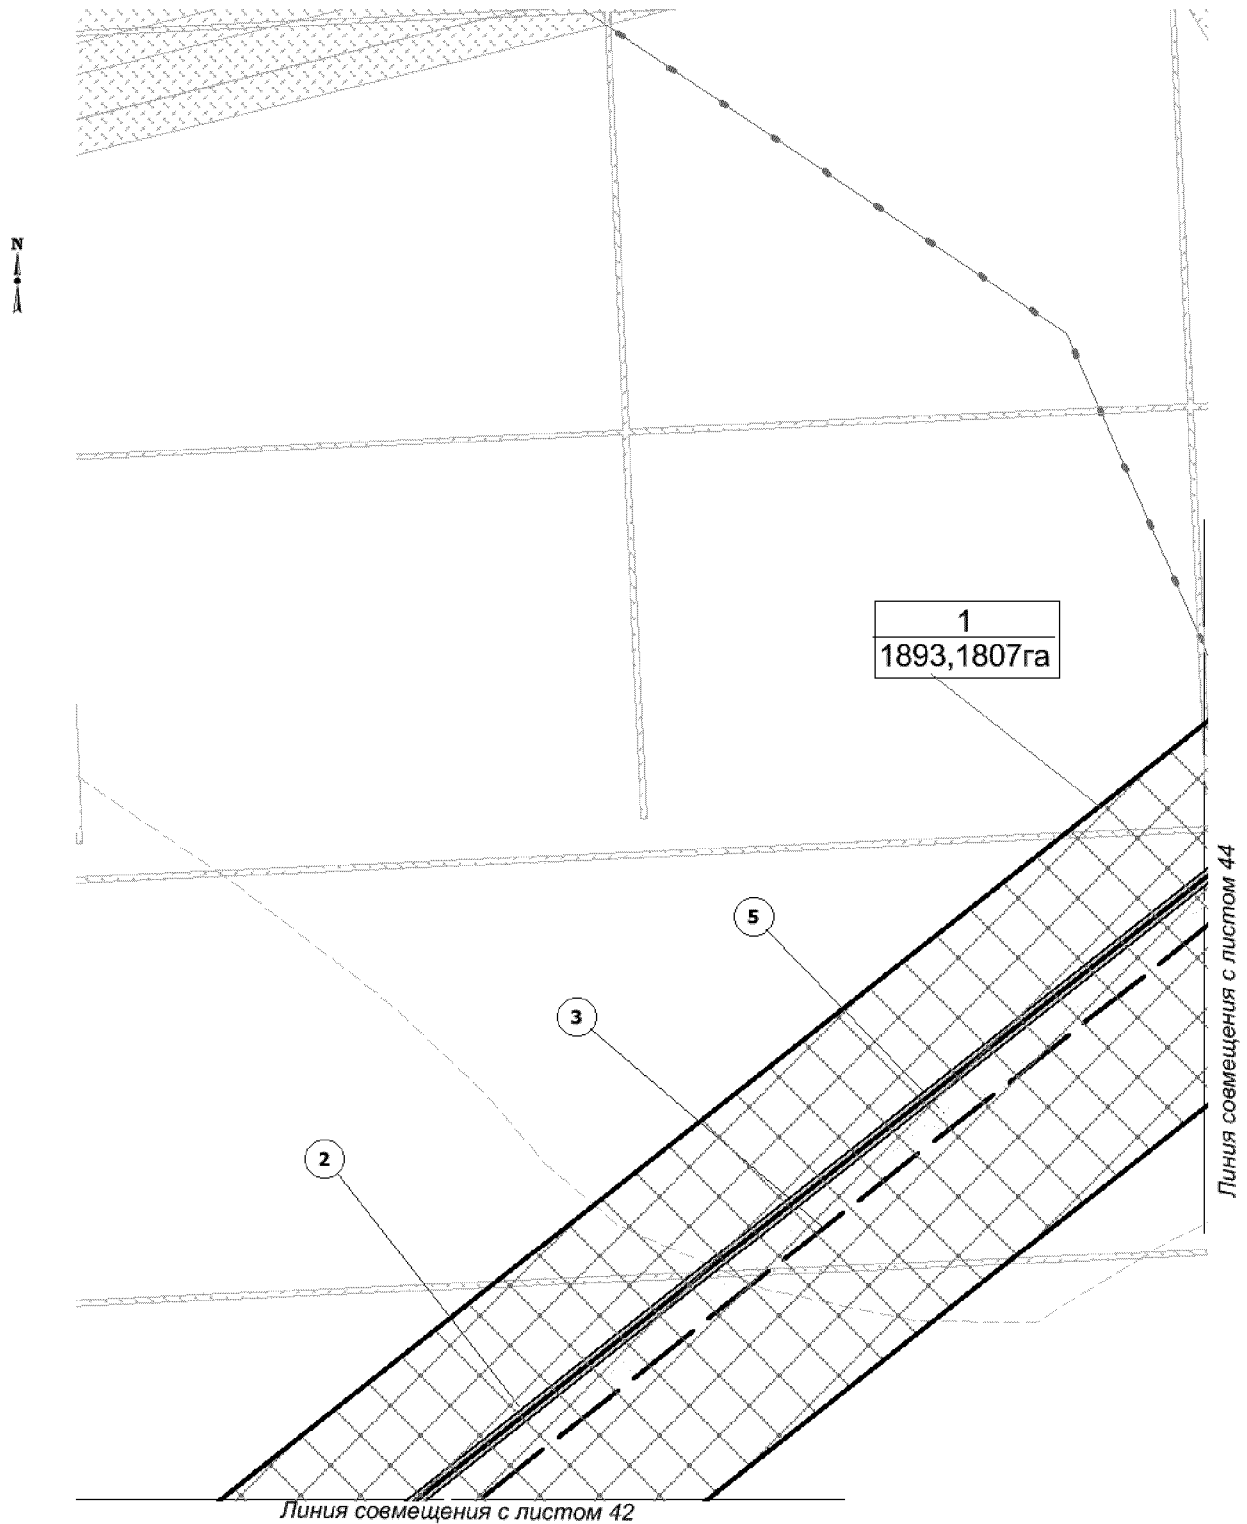 N
1
1893,1807га
5
3
2
Линия совмещения с листом 44
Линия совмещения с листом 42